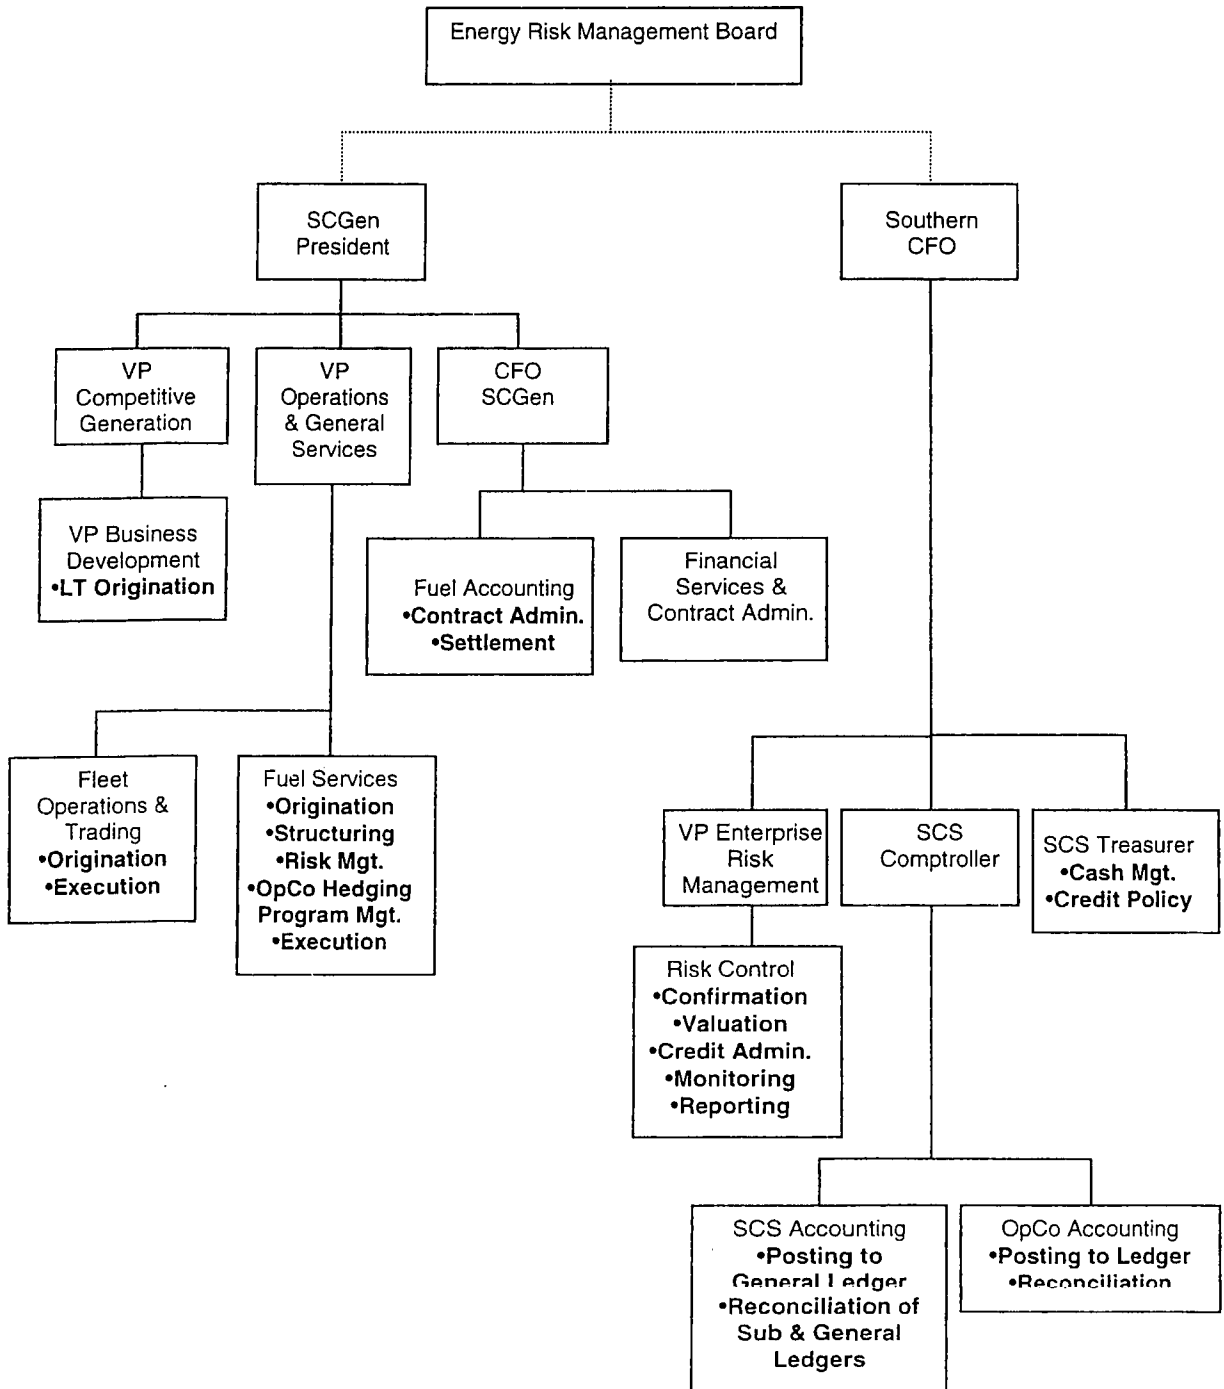 Energy Risk Management Board
SCGen
President
Southern
CFO
VP
Competitive
Generation
VP
Operations
& General
Services
CFO
SCGen
VP Business
Development
•LT Origination
Fuel Accounting
•Contract Admin.
•Settlement
Financial
Services &
Contract Admin.
Fleet
Operations &
Trading
•Origination
•Execution
Fuel Services
•Origination
•Structuring
•Risk Mgt.
•OpCo Hedging
Program Mgt.
•Execution
VP Enterprise
Risk
Management
SCS
Comptroller
SCS Treasurer
•Cash Mgt.
•Credit Policy
Risk Control
•Confirmation
•Valuation
•Credit Admin.
•Monitoring
•Reporting
SCS Accounting
•Posting to
General Ledger
•Reconciliation of
Sub & General
Ledgers
OpCo Accounting
•Posting to Ledger
•Reconciliation